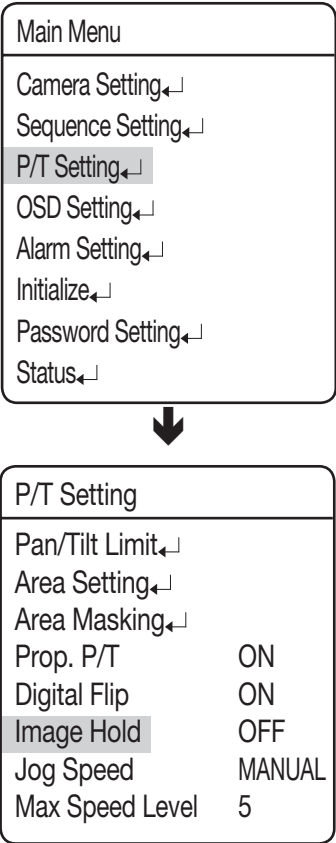 Main Menu
Camera Setting↵
Sequence Setting↵
P/T Setting↵
OSD Setting↵
Alarm Setting↵
Initialize↵
Password Setting↵
Status↵
P/T Setting
Pan/Tilt Limit↵
Area Setting↵
Area Masking↵
Prop. P/T ON
Digital Flip ON
Image Hold OFF
Jog Speed MANUAL
Max Speed Level 5